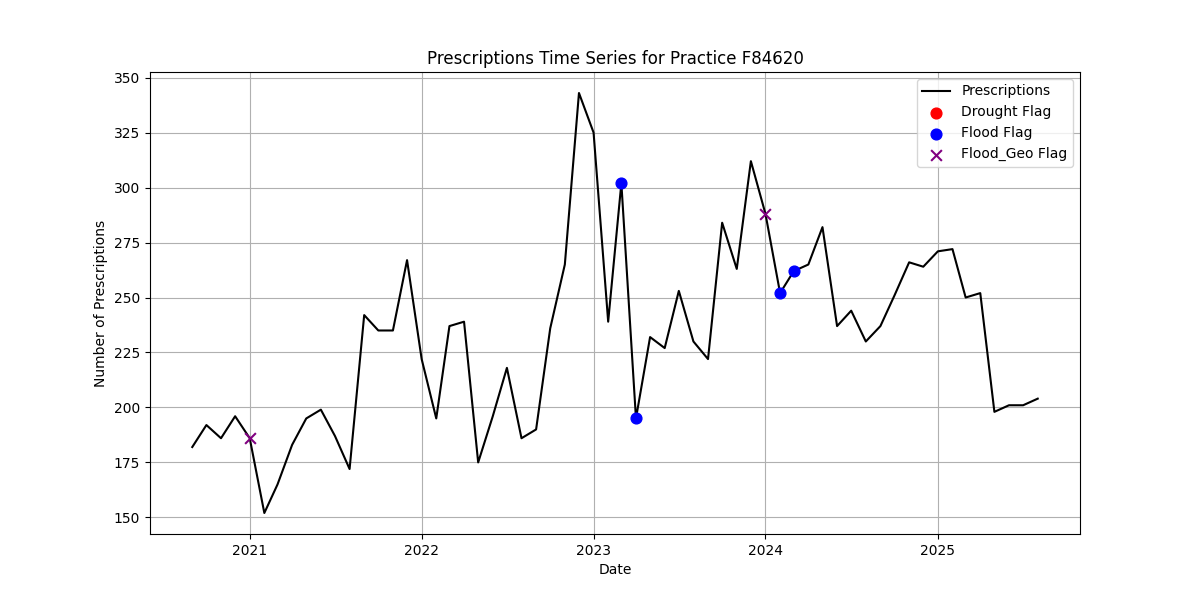 Prescriptions Time Series for Practice F84620
Number of Prescriptions
350
325
300
275
250
225
200
175
150
Prescriptions
Drought Flag
Flood Flag
Flood_Geo Flag
2021 2022 2023 2024 2025
Date